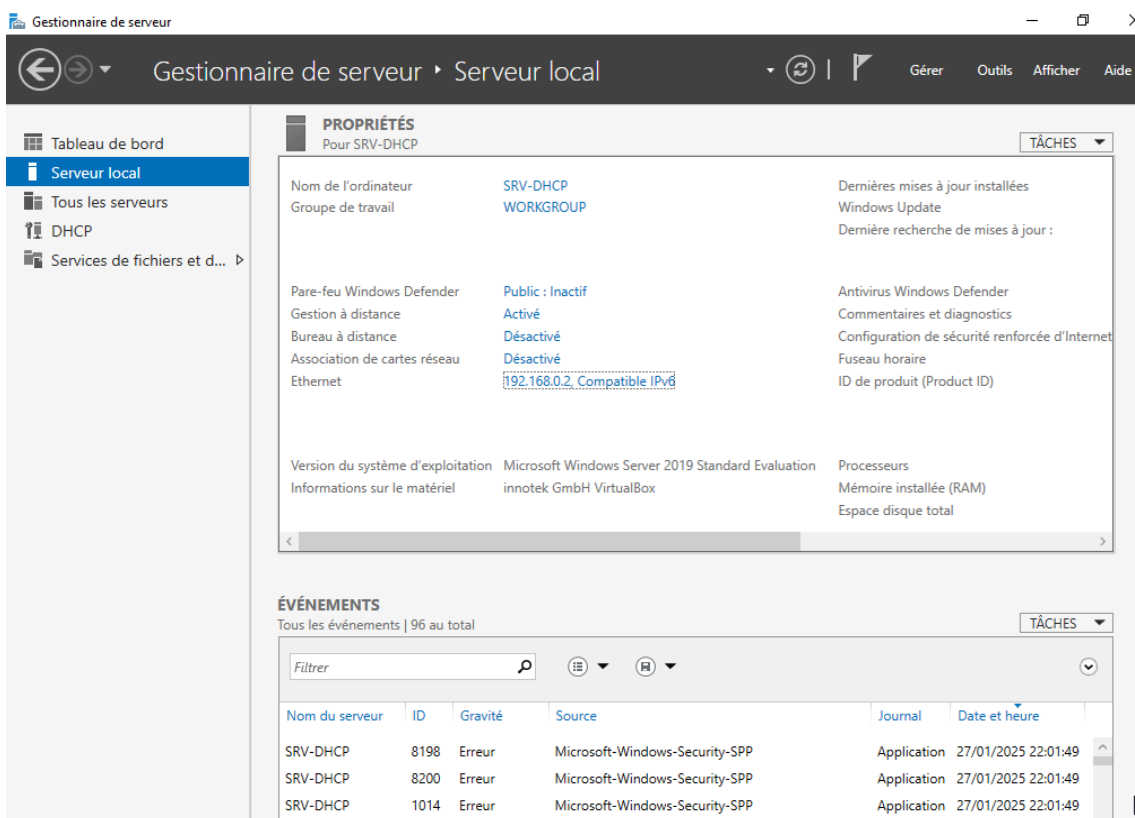 Gestionnaire de serveur
Gestionnaire de serveur ‣ Serveur local
Gérer Outils Afficher Aide
Tableau de bord
Serveur local
Tous les serveurs
DHCP
Services de fichiers et d...
PROPRIÉTÉS
Pour SRV-DHCP
TÂCHES
Nom de l'ordinateur SRV-DHCP Dernières mises à jour installées
Groupe de travail WORKGROUP Windows Update
Dernière recherche de mises à jour :
Pare-feu Windows Defender Public : Inactif Antivirus Windows Defender
Gestion à distance Activé Commentaires et diagnostics
Bureau à distance Désactivé Configuration de sécurité renforcée d'Internet
Association de cartes réseau Désactivé Fuseau horaire
Ethernet 192.168.0.2, Compatible IPv6 ID de produit (Product ID)
Version du système d'exploitation Microsoft Windows Server 2019 Standard Evaluation Processeurs
Informations sur le matériel innotek GmbH VirtualBox Mémoire installée (RAM)
Espace disque total
ÉVÉNEMENTS
Tous les événements | 96 au total
TÂCHES
Filtrer
Nom du serveur ID Gravité Source Journal Date et heure
SRV-DHCP 8198 Erreur Microsoft-Windows-Security-SPP Application 27/01/2025 22:01:49
SRV-DHCP 8200 Erreur Microsoft-Windows-Security-SPP Application 27/01/2025 22:01:49
SRV-DHCP 1014 Erreur Microsoft-Windows-Security-SPP Application 27/01/2025 22:01:49